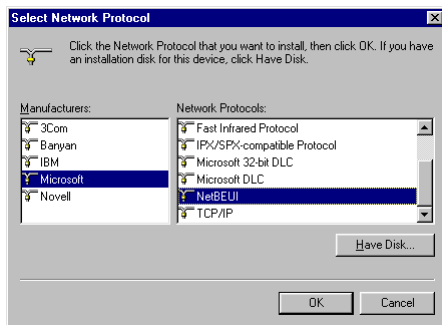 Select Network Protocol
Click the Network Protocol that you want to install, then click OK. If you have
an installation disk for this device, click Have Disk.
Manufacturers:
3Com
Banyan
IBM
Microsoft
Novell
Network Protocols:
Fast Infrared Protocol
IPX/SPX-compatible Protocol
Microsoft 32-bit DLC
Microsoft DLC
NetBEUI
TCP/IP
Have Disk...
OK
Cancel